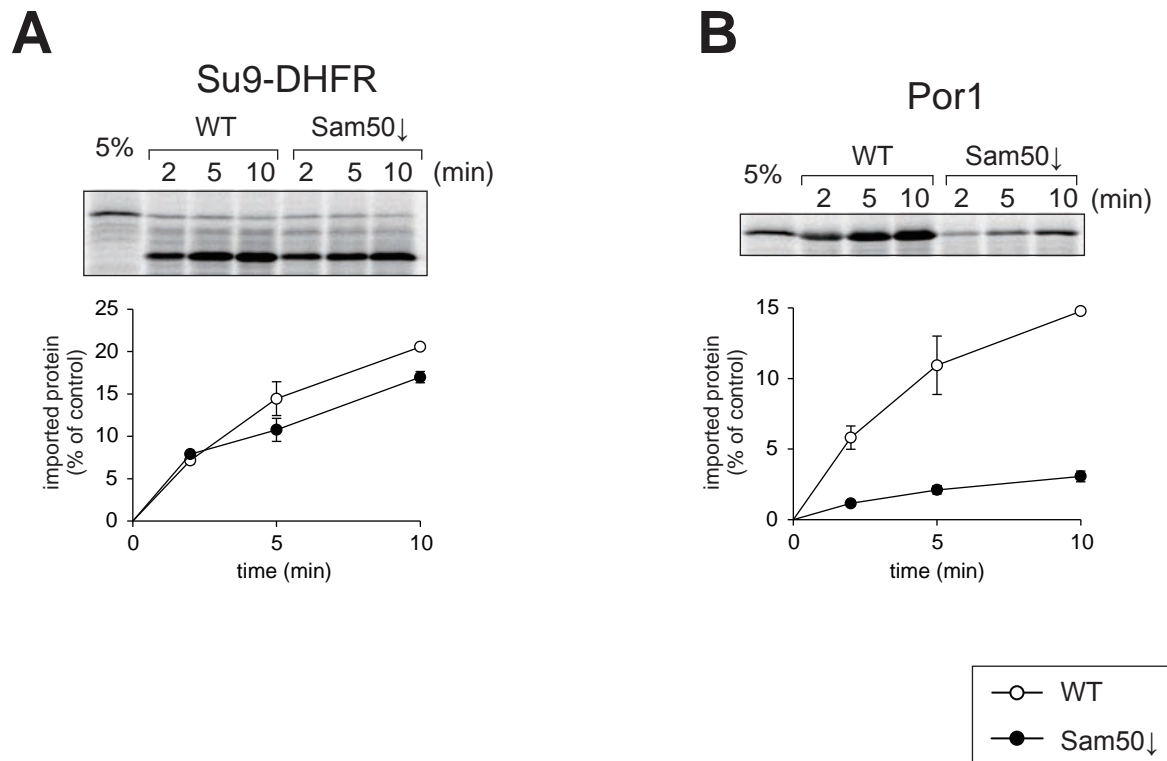 A
Su9-DHFR
5%
WT
Sam50↓
2 5 10 2 5 10 (min)
25
20
15
10
5
0
imported protein
(% of control)
0 5 10
time (min)
B
Por1
5%
WT
Sam50↓
2 5 10 2 5 10 (min)
15
10
5
0
imported protein
(% of control)
0 5 10
time (min)
WT
Sam50↓